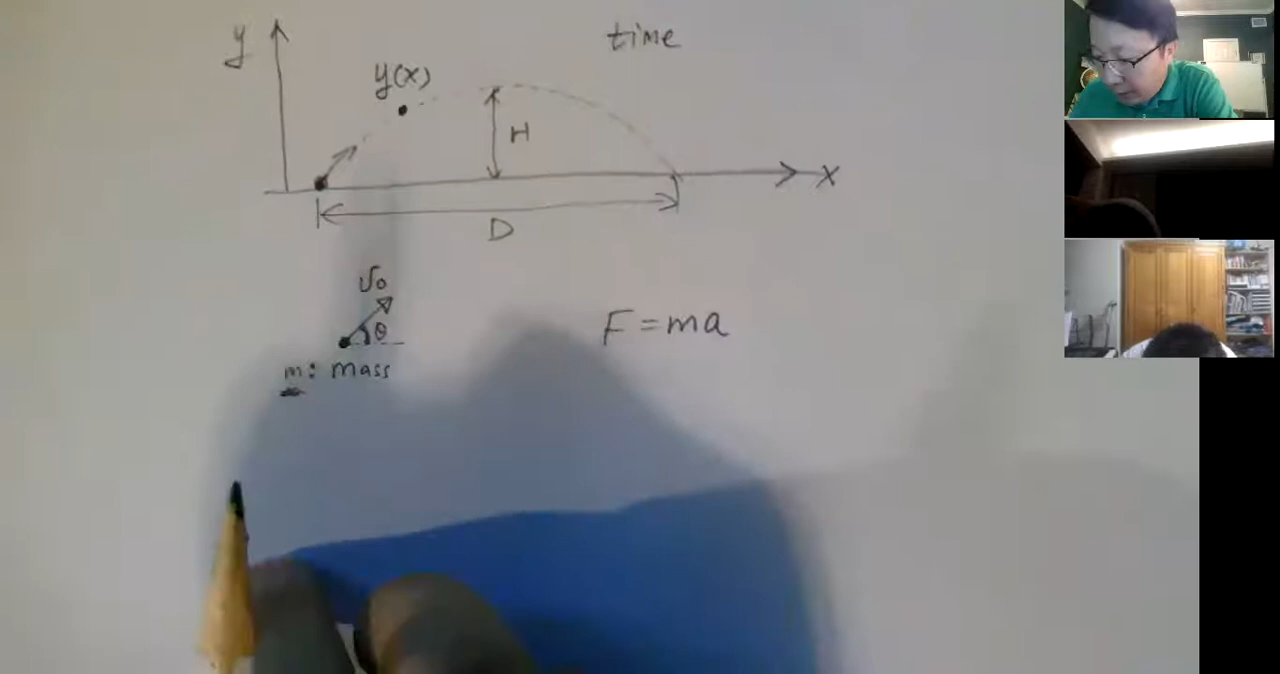 y
time
y(x)
H
x
D
v₀
θ
F = ma
m: mass